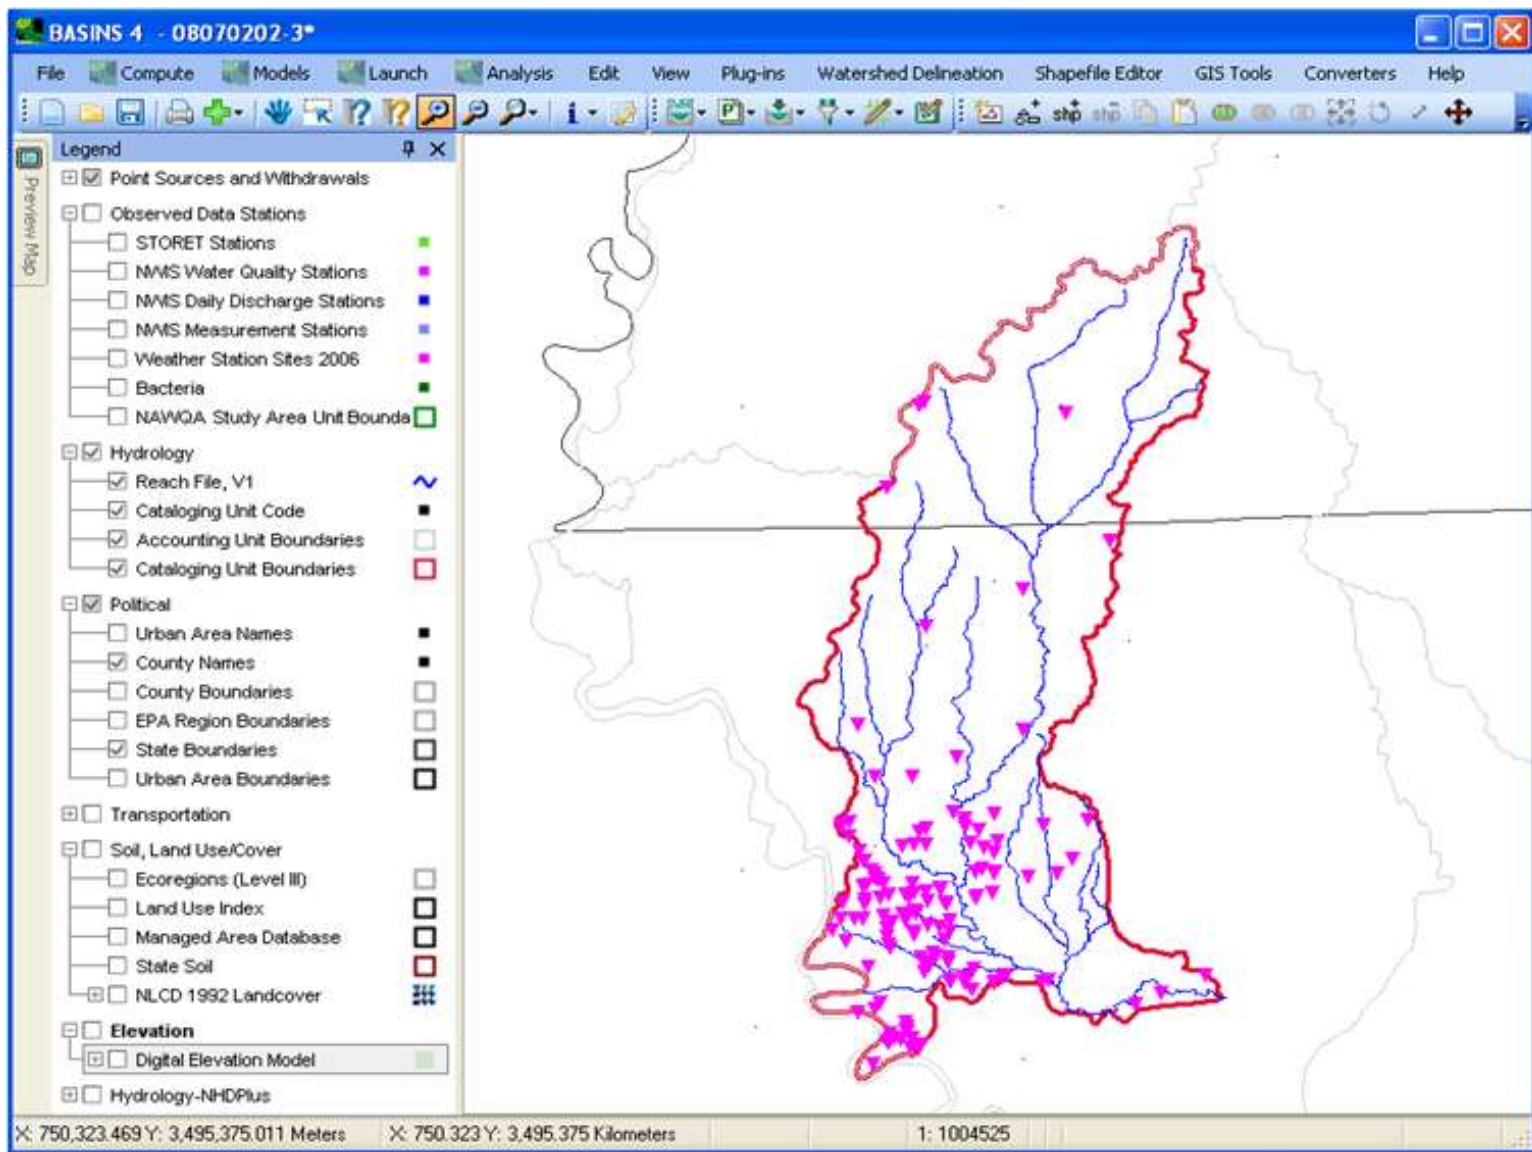 BASINS 4 - 08070202-3*
File Compute Models Launch Analysis Edit View Plug-ins Watershed Delineation Shapefile Editor GIS Tools Converters Help
shp shp
Preview Map
Legend
Point Sources and Withdrawals
Observed Data Stations
STORET Stations
NWIS Water Quality Stations
NWIS Daily Discharge Stations
NWIS Measurement Stations
Weather Station Sites 2006
Bacteria
NAWQA Study Area Unit Bounda
Hydrology
Reach File, V1
Cataloging Unit Code
Accounting Unit Boundaries
Cataloging Unit Boundaries
Political
Urban Area Names
County Names
County Boundaries
EPA Region Boundaries
State Boundaries
Urban Area Boundaries
Transportation
Soil, Land Use/Cover
Ecoregions (Level III)
Land Use Index
Managed Area Database
State Soil
NLCD 1992 Landcover
Elevation
Digital Elevation Model
Hydrology-NHDPlus
X: 750,323.469 Y: 3,495,375.011 Meters X: 750.323 Y: 3,495.375 Kilometers 1: 1004525